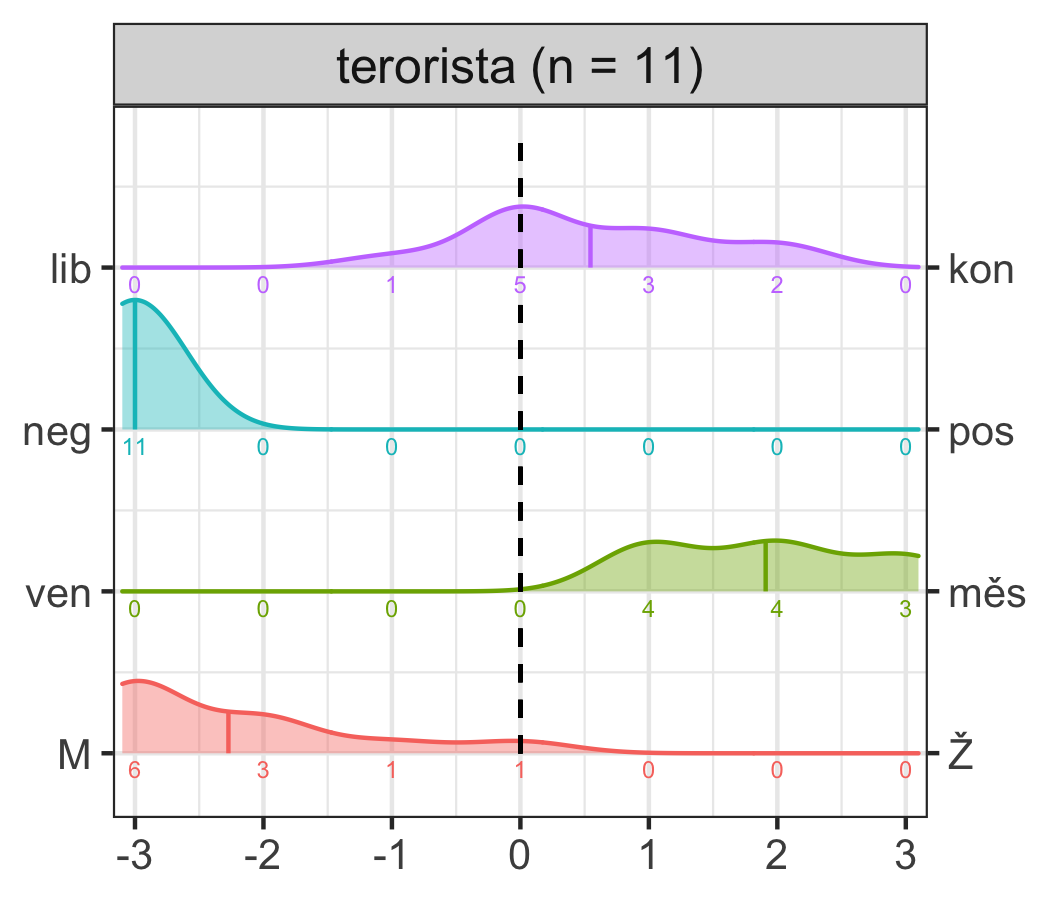 terorista (n = 11)
lib kon
0 0 1 5 3 2 0
neg pos
11 0 0 0 0 0 0
ven měs
0 0 0 0 4 4 3
M Ž
6 3 1 1 0 0 0
-3 -2 -1 0 1 2 3